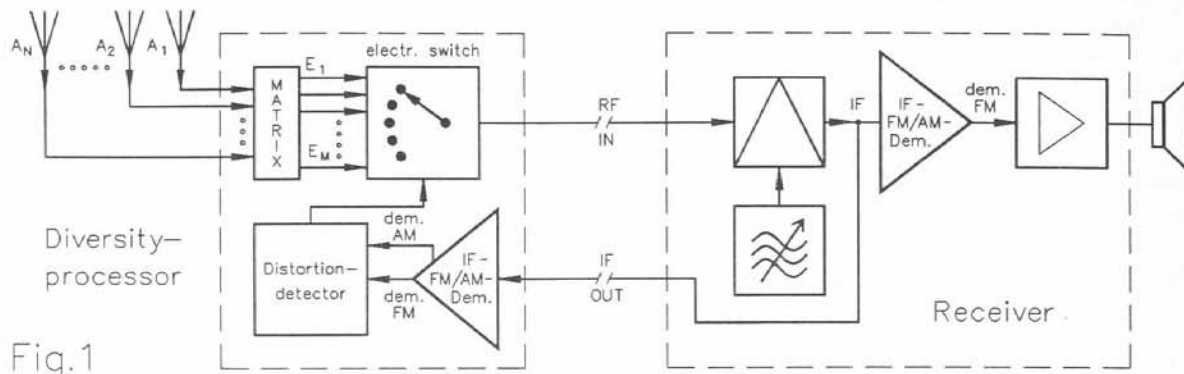 A_N
A_2
A_1
MATRIX
E_1
E_M
electr. switch
Diversity-
processor
Distortion-
detector
dem.
AM
dem.
FM
IF-
FM/AM-
Dem.
RF
IN
IF
OUT
IF
IF-
FM/AM-
Dem.
dem.
FM
Receiver
Fig.1